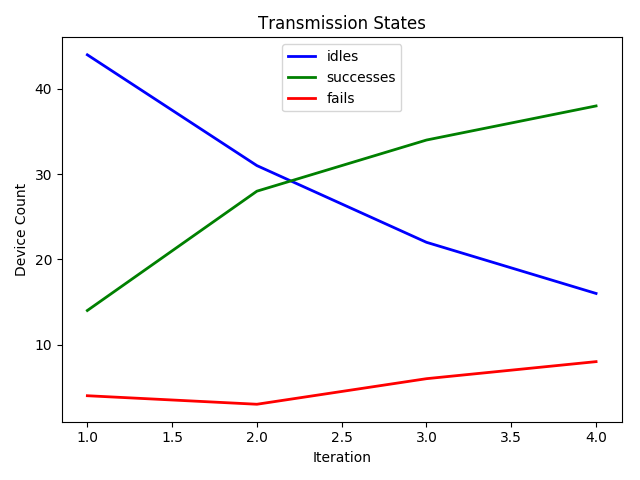 Transmission States
idles
successes
fails
Device Count
40
30
20
10
1.0 1.5 2.0 2.5 3.0 3.5 4.0
Iteration